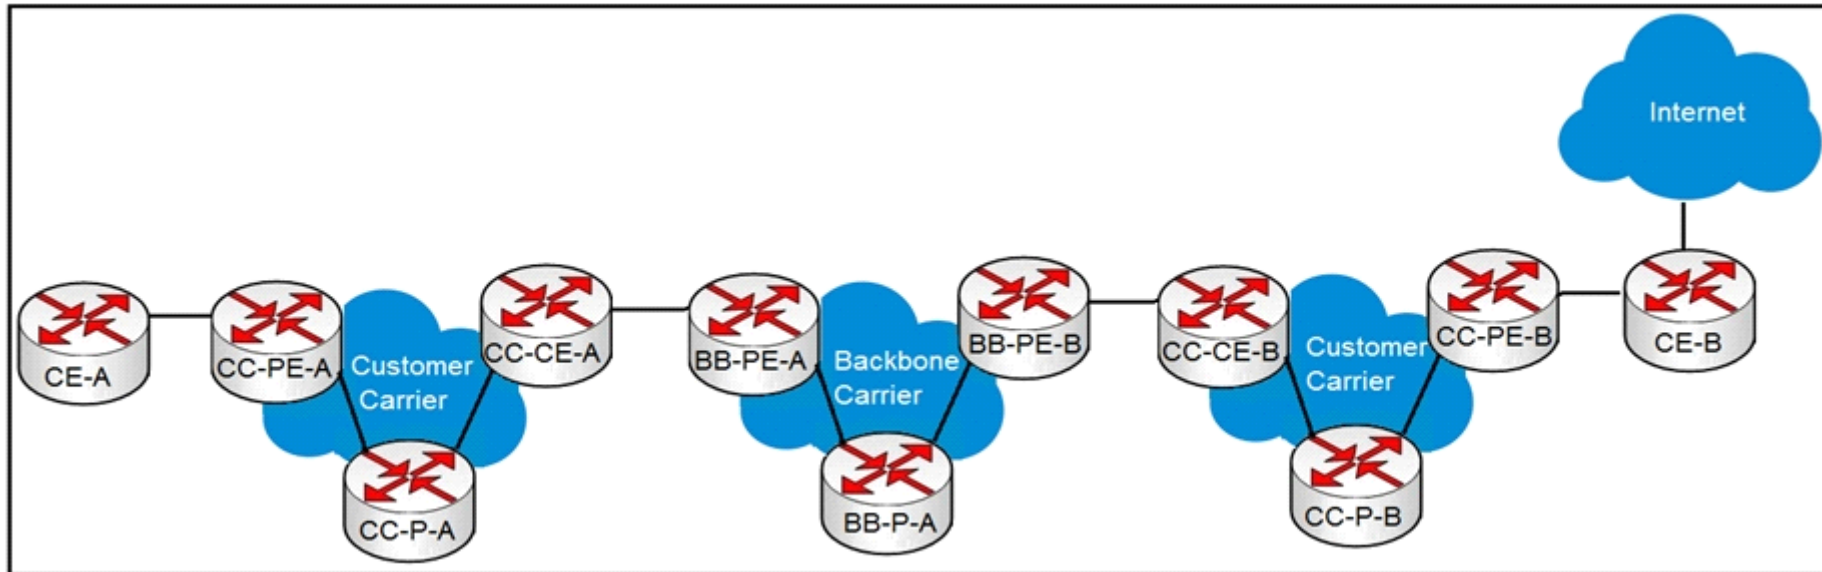 Internet
CE-A
CC-PE-A
Customer
Carrier
CC-CE-A
CC-P-A
BB-PE-A
Backbone
Carrier
BB-PE-B
BB-P-A
CC-CE-B
Customer
Carrier
CC-PE-B
CC-P-B
CE-B